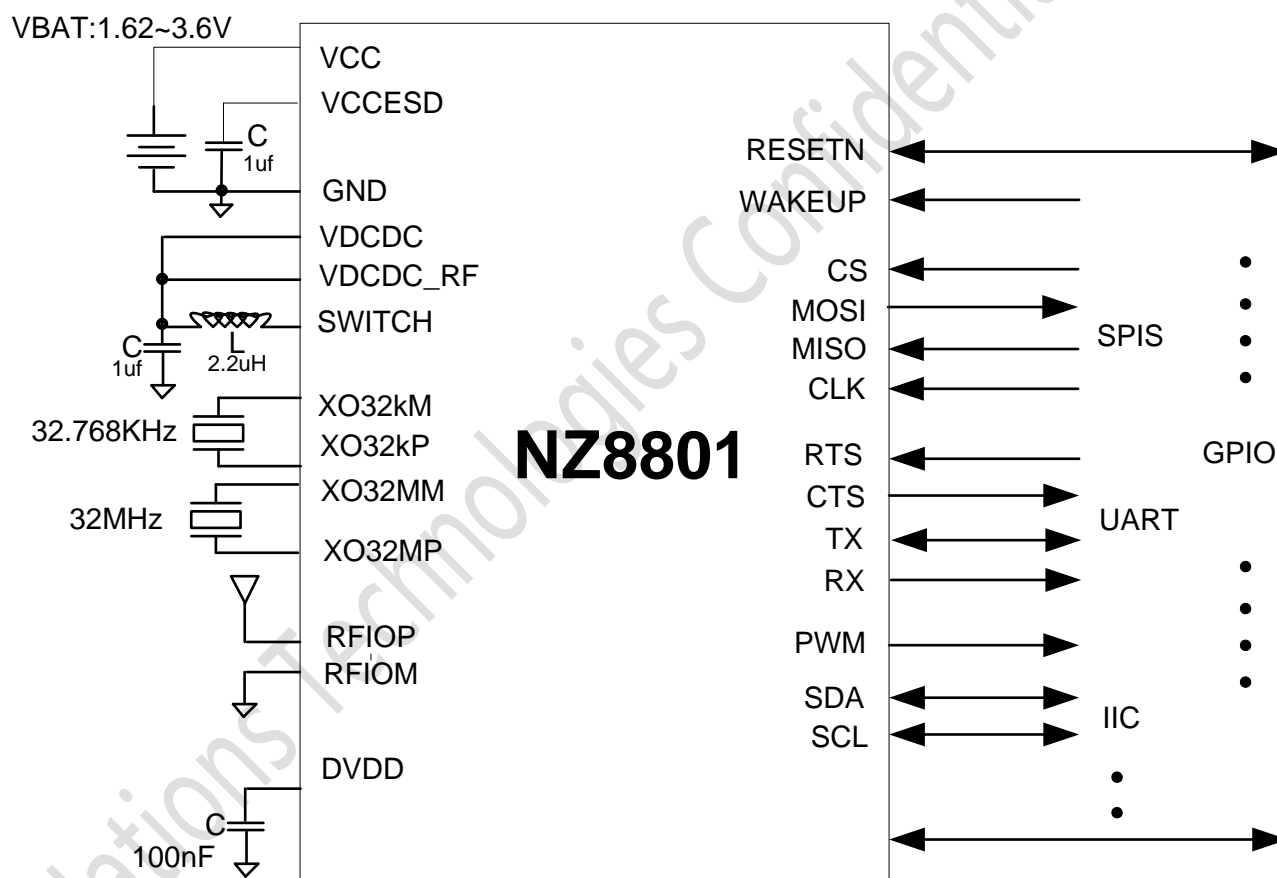 VBAT:1.62~3.6V
VCC
VCCESD
C
1uf
GND
VDCDC
VDCDC_RF
SWITCH
C
1uf
L
2.2uH
XO32kM
32.768KHz
XO32kP
XO32MM
32MHz
XO32MP
RFIOP
RFIOM
DVDD
C
100nF
NZ8801
RESETN
WAKEUP
CS
MOSI
MISO
CLK
SPIS
RTS
CTS
TX
RX
UART
PWM
SDA
SCL
IIC
GPIO
Technologies Confidenti